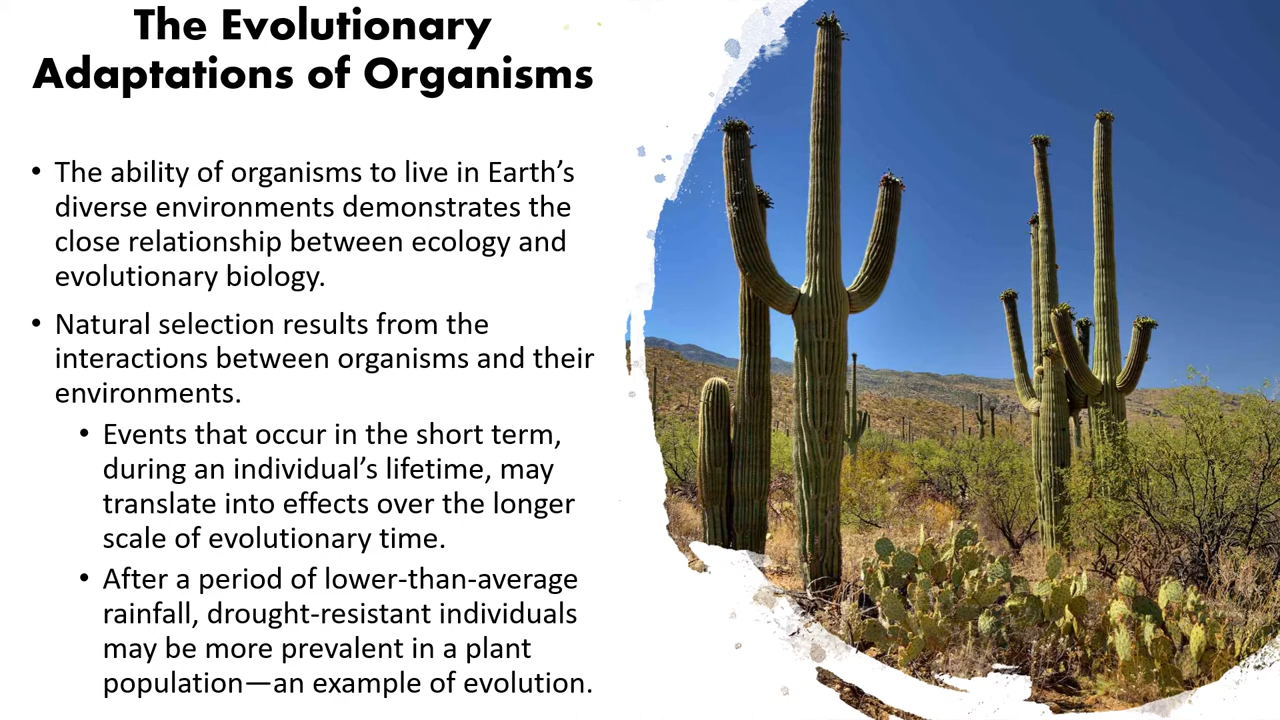 The Evolutionary
Adaptations of Organisms
• The ability of organisms to live in Earth’s
diverse environments demonstrates the
close relationship between ecology and
evolutionary biology.
• Natural selection results from the
interactions between organisms and their
environments.
• Events that occur in the short term,
during an individual’s lifetime, may
translate into effects over the longer
scale of evolutionary time.
• After a period of lower-than-average
rainfall, drought-resistant individuals
may be more prevalent in a plant
population—an example of evolution.